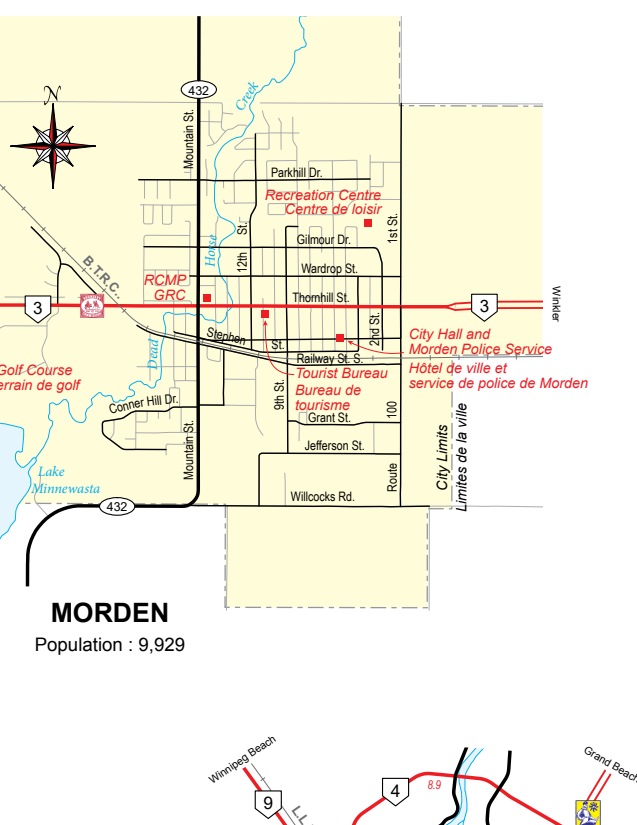 N
432
Creek
Mountain St.
Parkhill Dr.
Recreation Centre
Centre de loisir
12th St.
1st St.
Horse
Gilmour Dr.
B.T.R.C..
Wardrop St.
RCMP
GRC
Thornhill St.
3
3
Winkler
Stephen St.
2nd St.
City Hall and
Morden Police Service
Dead
Railway St. S.
Hôtel de ville et
service de police de Morden
Golf Course
errain de golf
Tourist Bureau
Bureau de
tourisme
9th St.
Conner Hill Dr.
Grant St.
100
Jefferson St.
Mountain St.
City Limits
Limites de la ville
Lake
Minnewasta
Route
Willcocks Rd.
432
MORDEN
Population : 9,929
Winnipeg Beach
Grand Beach
4
8.9
9
L.L.